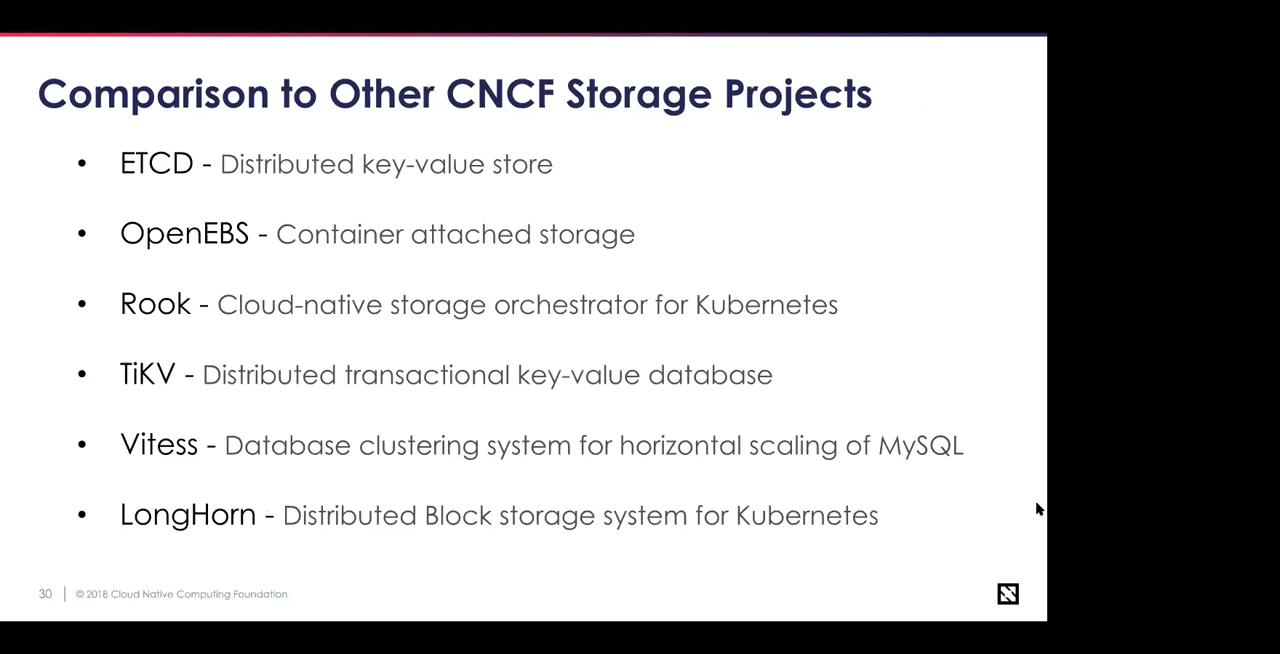 Comparison to Other CNCF Storage Projects
• ETCD - Distributed key-value store
• OpenEBS - Container attached storage
• Rook - Cloud-native storage orchestrator for Kubernetes
• TiKV - Distributed transactional key-value database
• Vitess - Database clustering system for horizontal scaling of MySQL
• LongHorn - Distributed Block storage system for Kubernetes
30 | © 2018 Cloud Native Computing Foundation